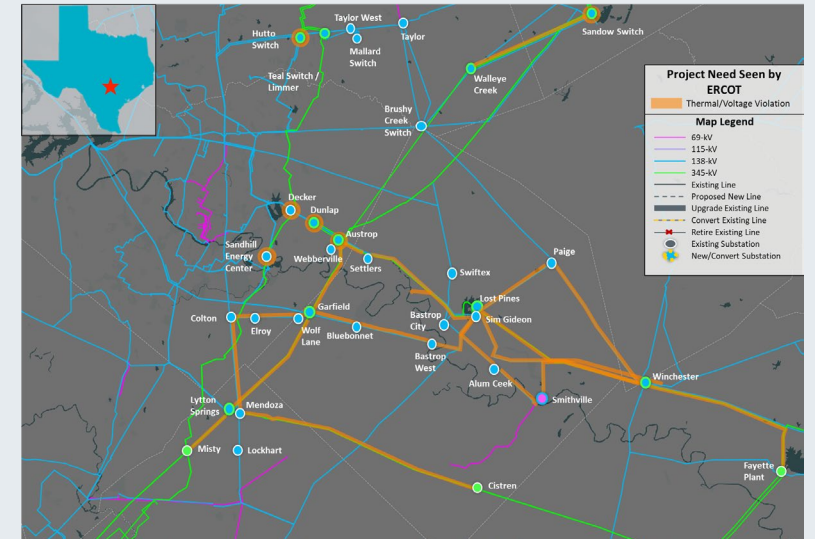 Taylor West
Hutto
Switch
Taylor
Mallard
Switch
Sandow Switch
Teal Switch /
Limmer
Walleye
Creek
Brushy
Creek
Switch
Project Need Seen by
ERCOT
Thermal/Voltage Violation
Map Legend
69-kV
115-kV
138-kV
345-kV
Existing Line
Proposed New Line
Upgrade Existing Line
Convert Existing Line
Retire Existing Line
Existing Substation
New/Convert Substation
Decker
Dunlap
Austrop
Sandhill
Energy
Center
Webberville
Settlers
Paige
Swiftex
Lost Pines
Garfield
Colton
Elroy
Wolf
Lane
Bluebonnet
Bastrop
City
Sim Gideon
Bastrop
West
Alum Ceek
Winchester
Lytton
Springs
Mendoza
Smithville
Misty
Lockhart
Fayette
Plant
Cistren